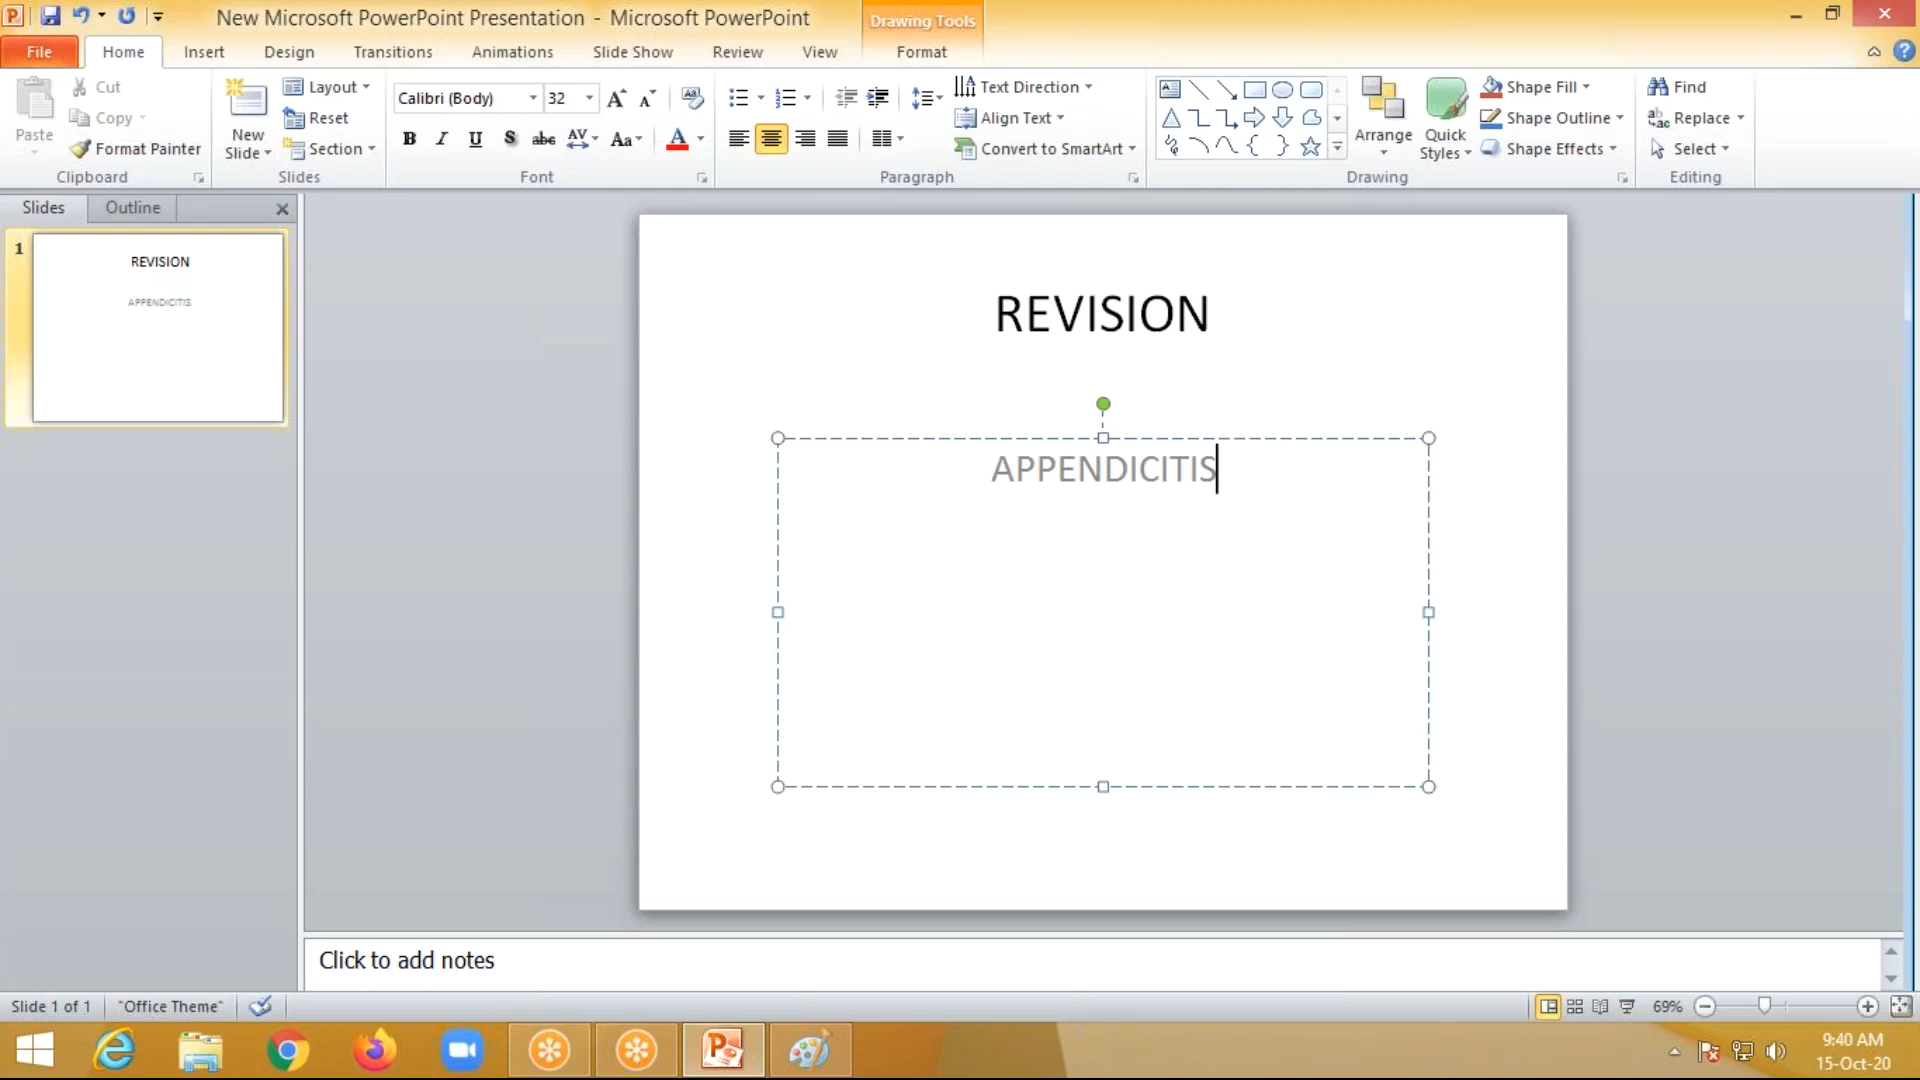 New Microsoft PowerPoint Presentation - Microsoft PowerPoint
Drawing Tools
File Home Insert Design Transitions Animations Slide Show Review View Format
Paste
Cut
Copy
Format Painter
Clipboard
New Slide
Layout
Reset
Section
Slides
Calibri (Body) 32
B I U S abc AV Aa A
Font
Text Direction
Align Text
Convert to SmartArt
Paragraph
Arrange
Quick Styles
Shape Fill
Shape Outline
Shape Effects
Drawing
Find
Replace
Select
Editing
Slides Outline
1
REVISION
APPENDICITIS
REVISION
APPENDICITIS
Click to add notes
Slide 1 of 1 "Office Theme" 69%
9:40 AM
15-Oct-20